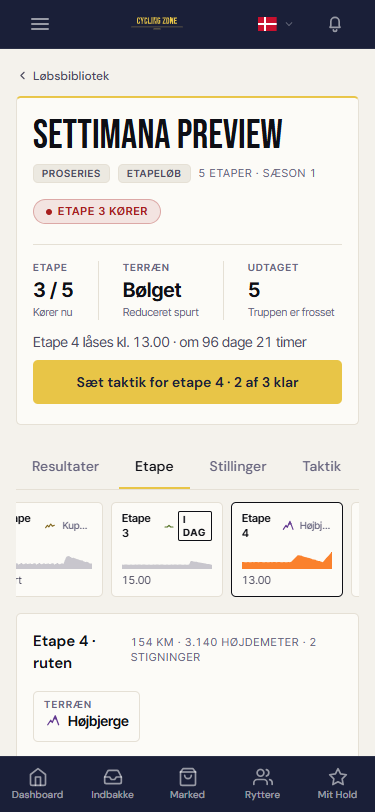 CYCLING ZONE
Løbsbibliotek
SETTIMANA PREVIEW
PROSERIES ETAPELØB 5 ETAPER · SÆSON 1
ETAPE 3 KØRER
ETAPE TERRÆN UDTAGET
3 / 5 Bølget 5
Kører nu Reduceret spurt Truppen er frosset
Etape 4 låses kl. 13.00 · om 96 dage 21 timer
Sæt taktik for etape 4 · 2 af 3 klar
Resultater Etape Stillinger Taktik
Kup...
Etape 3 I DAG
15.00
Etape 4 Højbj...
13.00
Etape 4 · ruten
154 KM · 3.140 HØJDEMETER · 2 STIGNINGER
TERRÆN
Højbjerge
Dashboard Indbakke Marked Ryttere Mit Hold